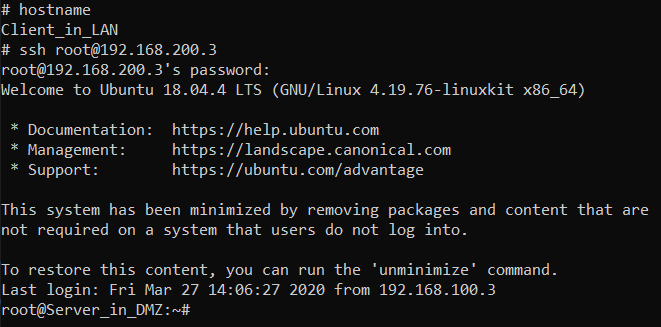 # hostname
Client_in_LAN
# ssh root@192.168.200.3
root@192.168.200.3's password:
Welcome to Ubuntu 18.04.4 LTS (GNU/Linux 4.19.76-linuxkit x86_64)
* Documentation:  https://help.ubuntu.com
* Management:     https://landscape.canonical.com
* Support:        https://ubuntu.com/advantage
This system has been minimized by removing packages and content that are
not required on a system that users do not log into.
To restore this content, you can run the 'unminimize' command.
Last login: Fri Mar 27 14:06:27 2020 from 192.168.100.3
root@Server_in_DMZ:~#